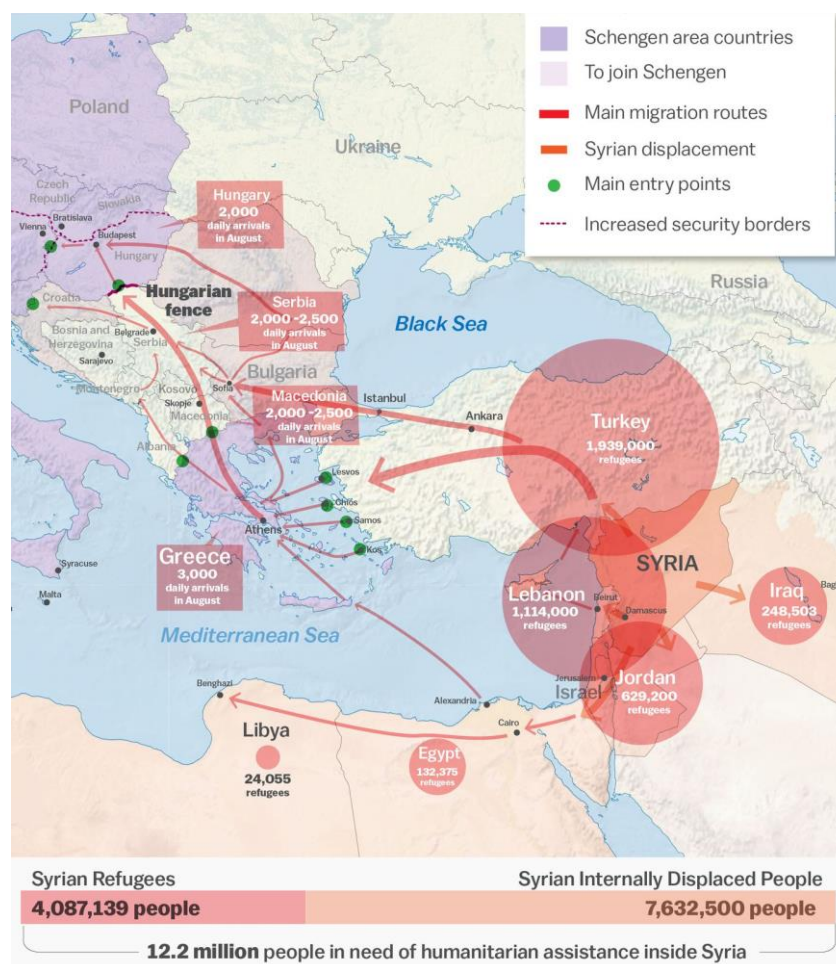 Schengen area countries
To join Schengen
Main migration routes
Syrian displacement
Main entry points
Increased security borders
Poland
Ukraine
Czech
Republic
Slovakia
Hungary
2,000
daily arrivals
in August
Vienna
Bratislava
Budapest
Hungary
Russia
Croatia
Hungarian
fence
Serbia
2,000 -2,500
daily arrivals
in August
Black Sea
Bosnia and
Herzegovina
Belgrade
Serbia
Sarajevo
Bulgaria
Montenegro
Kosovo
Sofia
Skopje
Macedonia
Macedonia
2,000 -2,500
daily arrivals
in August
Istanbul
Ankara
Turkey
1,939,000
refugees
Albania
Lesvos
Chios
Samos
Athens
Kos
Greece
3,000
daily arrivals
in August
Syracuse
Malta
SYRIA
Lebanon
1,114,000
refugees
Beirut
Damascus
Iraq
248,503
refugees
Bag
Mediterranean Sea
Jerusalem
Israel
Jordan
629,200
refugees
Benghazi
Alexandria
Cairo
Libya
24,055
refugees
Egypt
132,375
refugees
Syrian Refugees
Syrian Internally Displaced People
4,087,139 people
7,632,500 people
12.2 million people in need of humanitarian assistance inside Syria